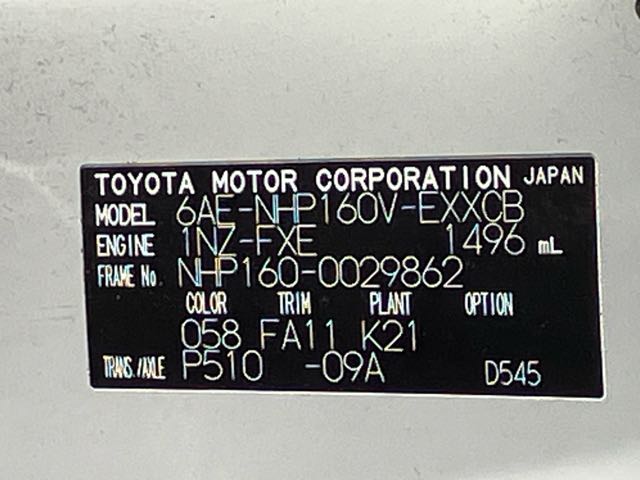 TOYOTA MOTOR CORPORATION JAPAN
MODEL 6AE-NHP160V-EXXCB
ENGINE 1NZ-FXE 1496 mL
FRAME No. NHP160-0029862
COLOR TRIM PLANT OPTION
058 FA11 K21
TRANS./AXLE P510 -09A D545